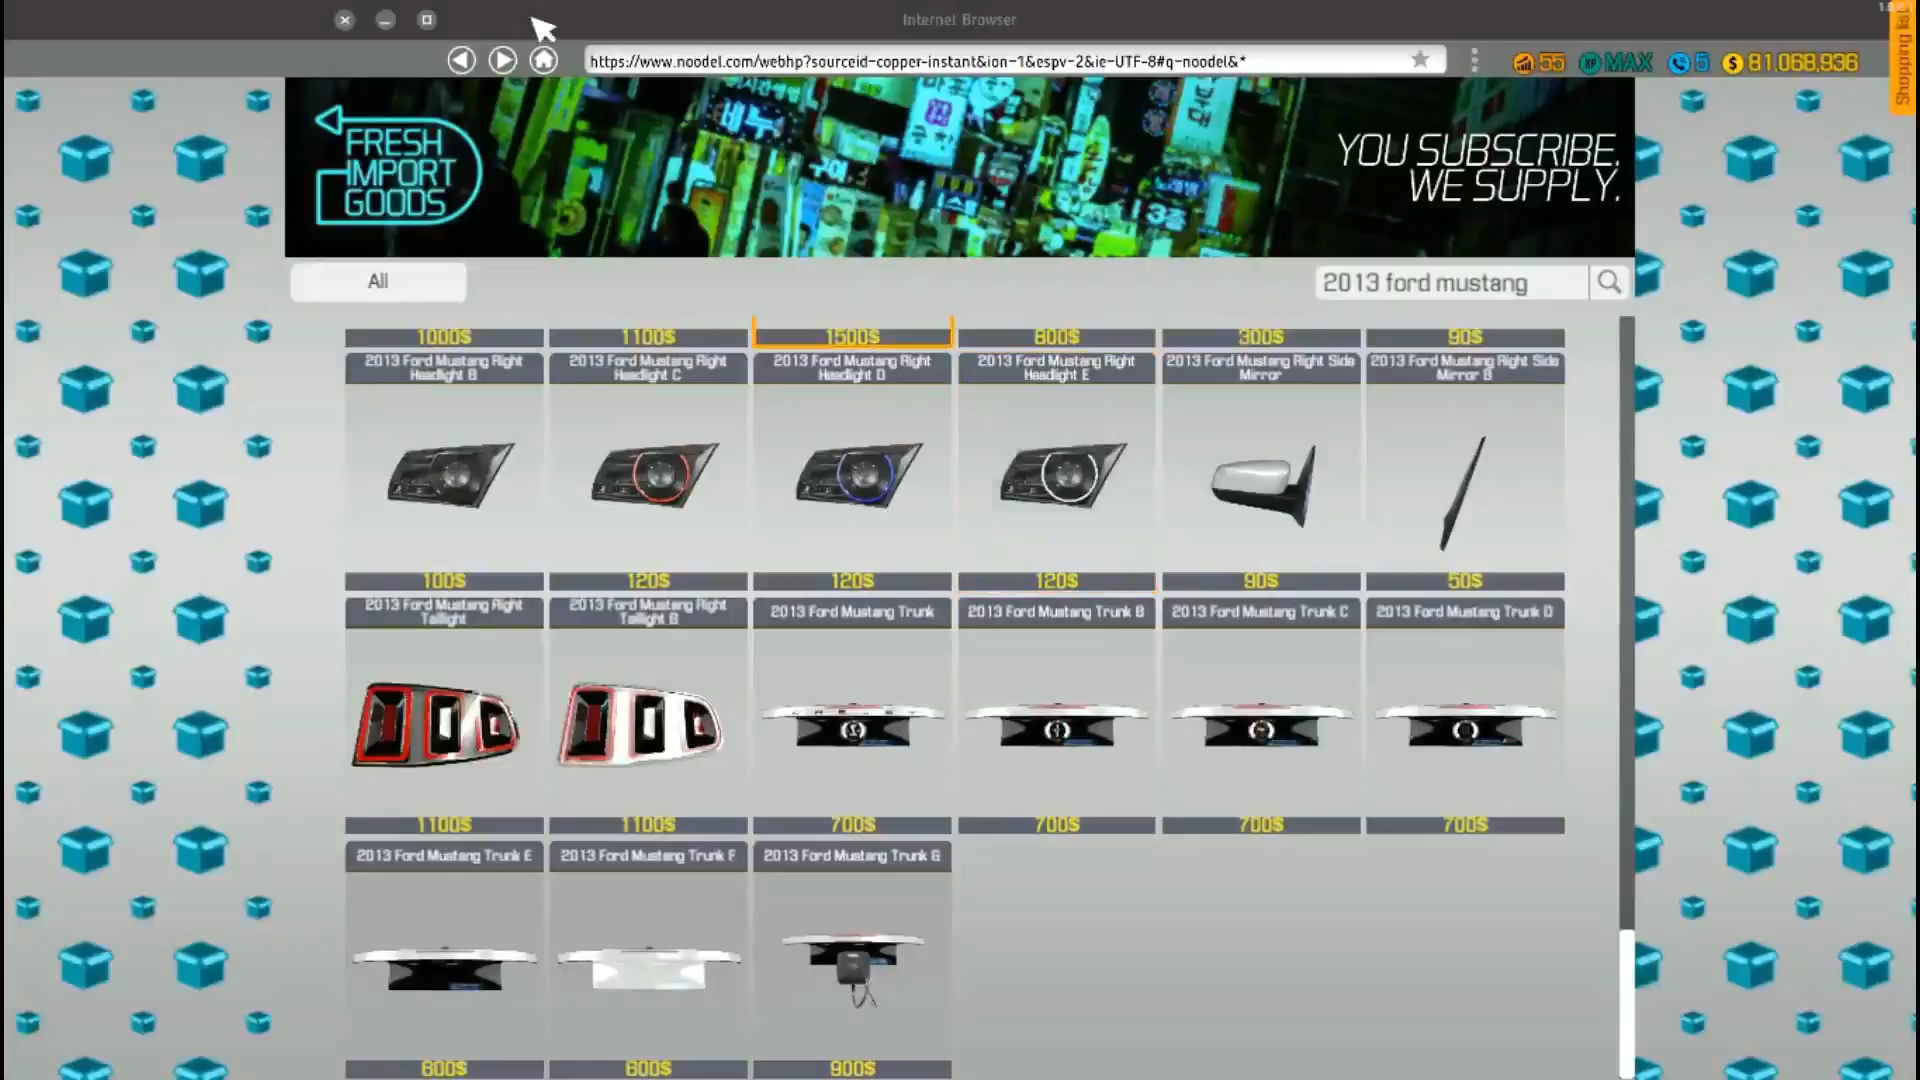 Internet Browser
https://www.noodel.com/webhp?sourceid-copper-instant&ion-1&espv-2&ie-UTF-8#q-noodel&*
55 XP MAX 5 $ 81,068,936
Shopping list
FRESH
IMPORT
GOODS
YOU SUBSCRIBE.
WE SUPPLY.
All
2013 ford mustang
1000$ 1100$ 1500$ 800$ 300$ 90$
2013 Ford Mustang Right Headlight B
2013 Ford Mustang Right Headlight C
2013 Ford Mustang Right Headlight D
2013 Ford Mustang Right Headlight E
2013 Ford Mustang Right Side Mirror
2013 Ford Mustang Right Side Mirror B
100$ 120$ 120$ 120$ 90$ 50$
2013 Ford Mustang Right Taillight
2013 Ford Mustang Right Taillight B
2013 Ford Mustang Trunk
2013 Ford Mustang Trunk B
2013 Ford Mustang Trunk C
2013 Ford Mustang Trunk D
1100$ 1100$ 700$ 700$ 700$ 700$
2013 Ford Mustang Trunk E
2013 Ford Mustang Trunk F
2013 Ford Mustang Trunk G
600$ 600$ 900$